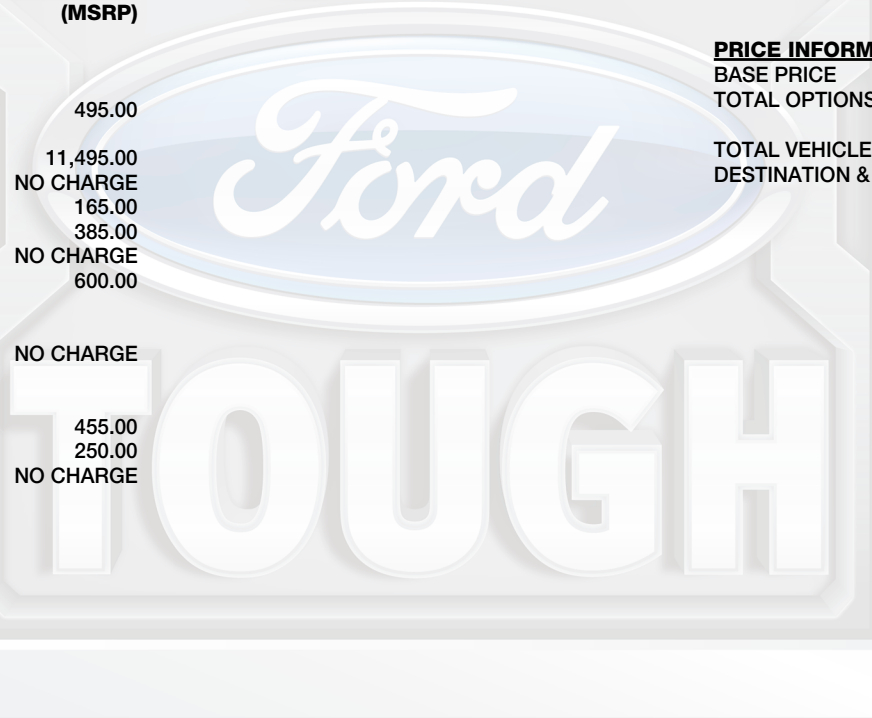 (MSRP)
495.00
11,495.00
NO CHARGE
165.00
385.00
NO CHARGE
600.00
NO CHARGE
455.00
250.00
NO CHARGE
PRICE INFORM
BASE PRICE
TOTAL OPTIONS
TOTAL VEHICLE
DESTINATION &
Ford
TOUGH